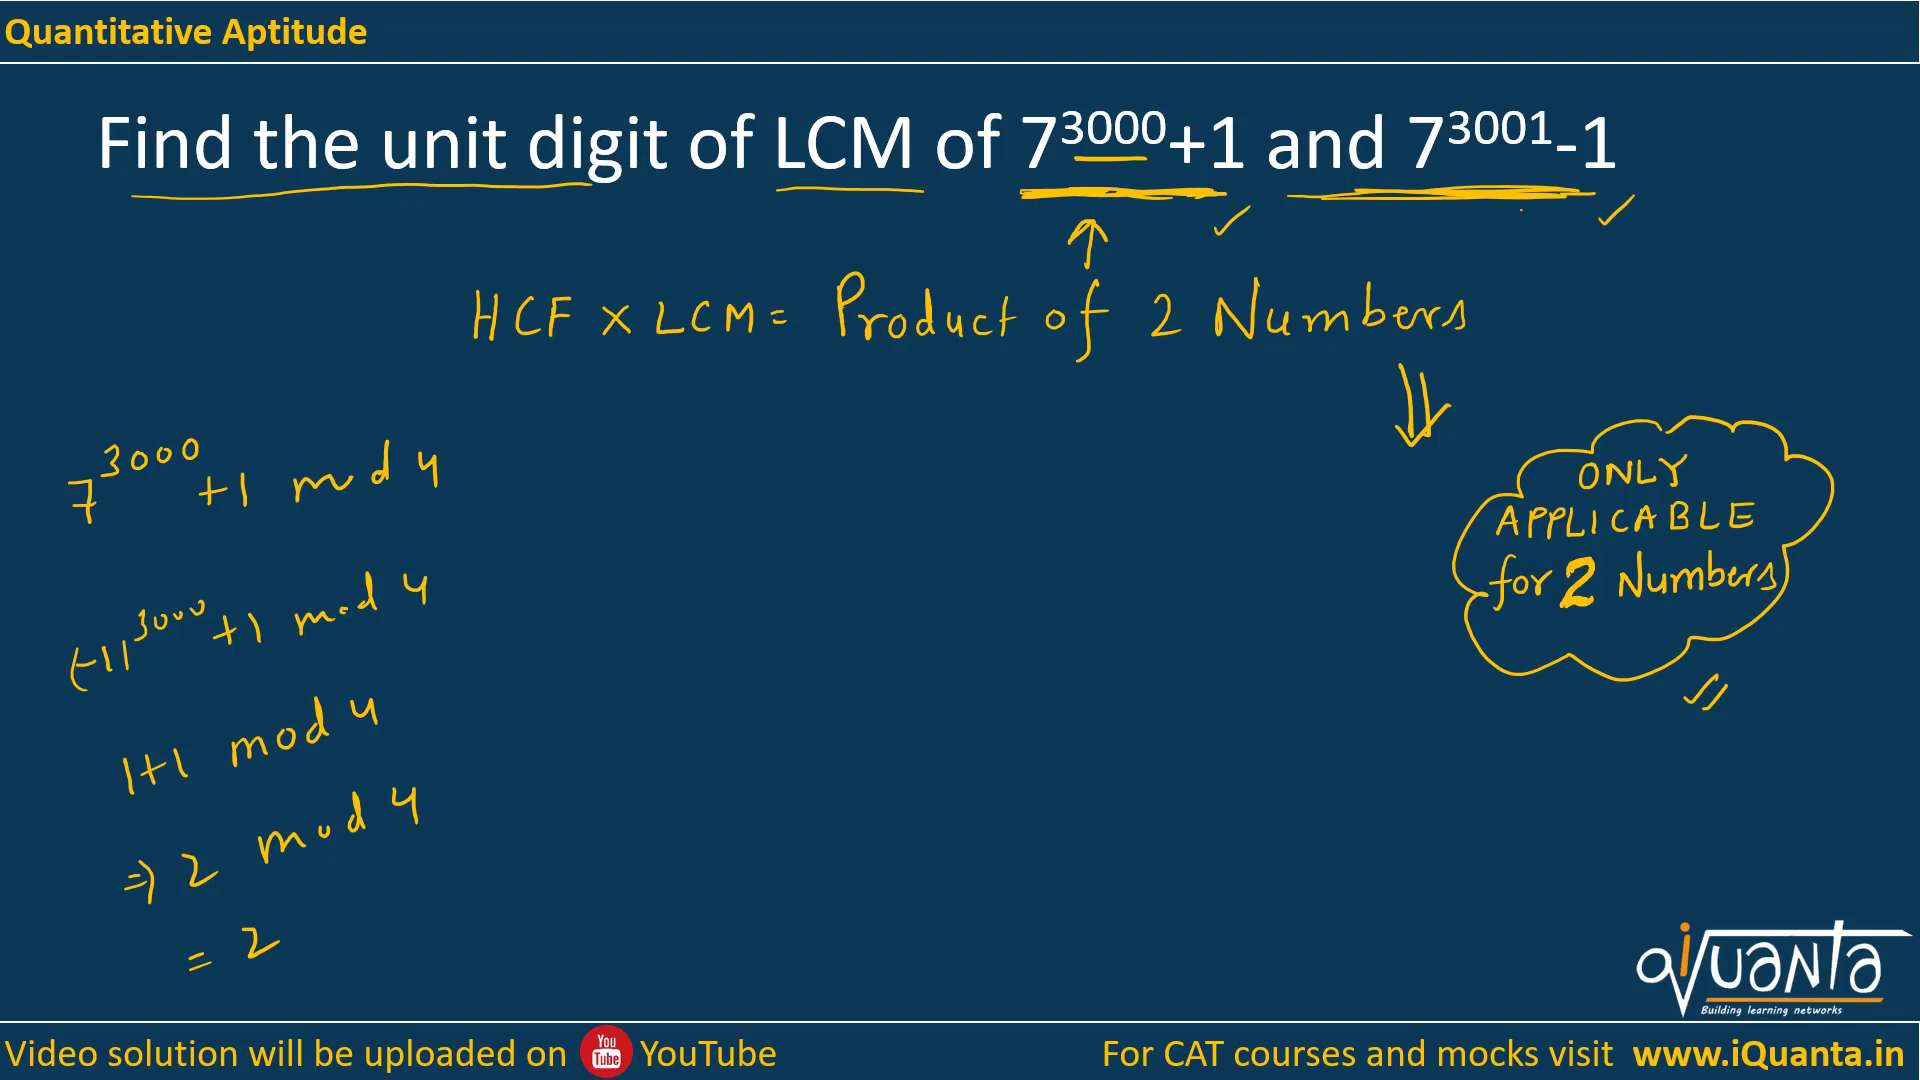 Quantitative Aptitude
Find the unit digit of LCM of 7³⁰⁰⁰+1 and 7³⁰⁰¹-1
HCF x LCM = Product of 2 Numbers
7³⁰⁰⁰+1 mod 4
(-1)³⁰⁰⁰+1 mod 4
1+1 mod 4
⇒ 2 mod 4
= 2
ONLY
APPLICABLE
for 2 Numbers
iQuanta
Building learning networks
Video solution will be uploaded on You Tube YouTube
For CAT courses and mocks visit www.iQuanta.in